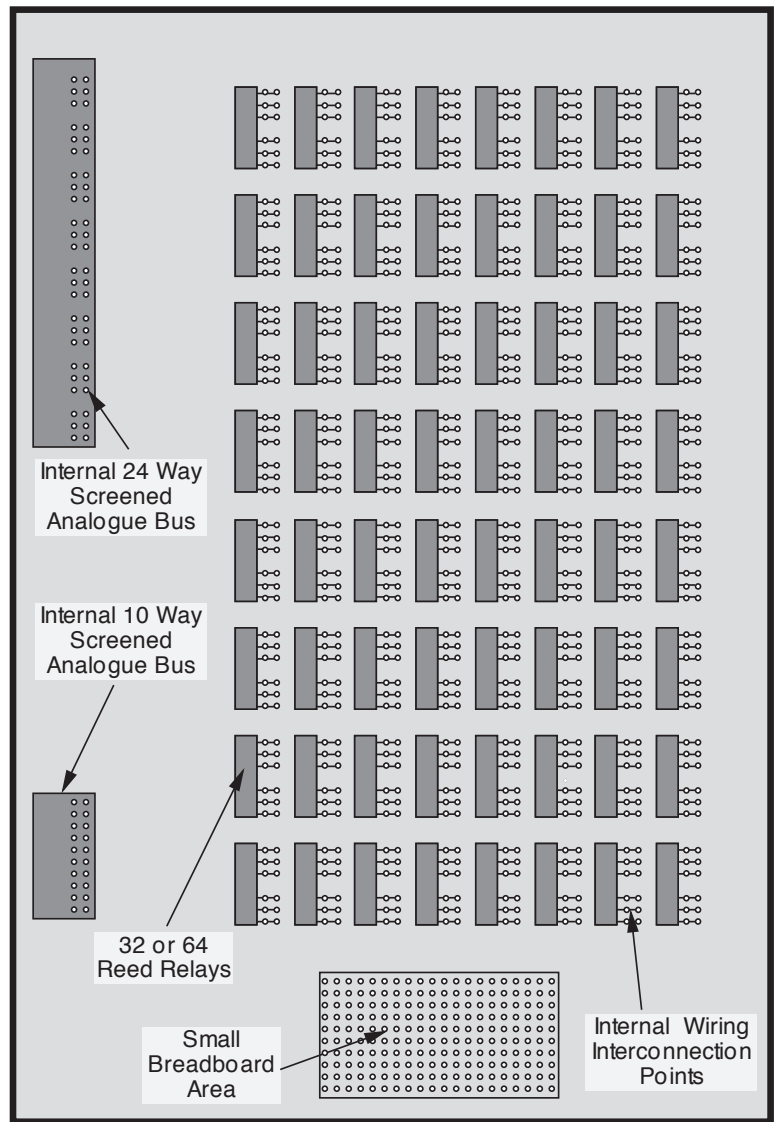 Internal 24 Way
Screened
Analogue Bus
Internal 10 Way
Screened
Analogue Bus
32 or 64
Reed Relays
Small
Breadboard
Area
Internal Wiring
Interconnection
Points